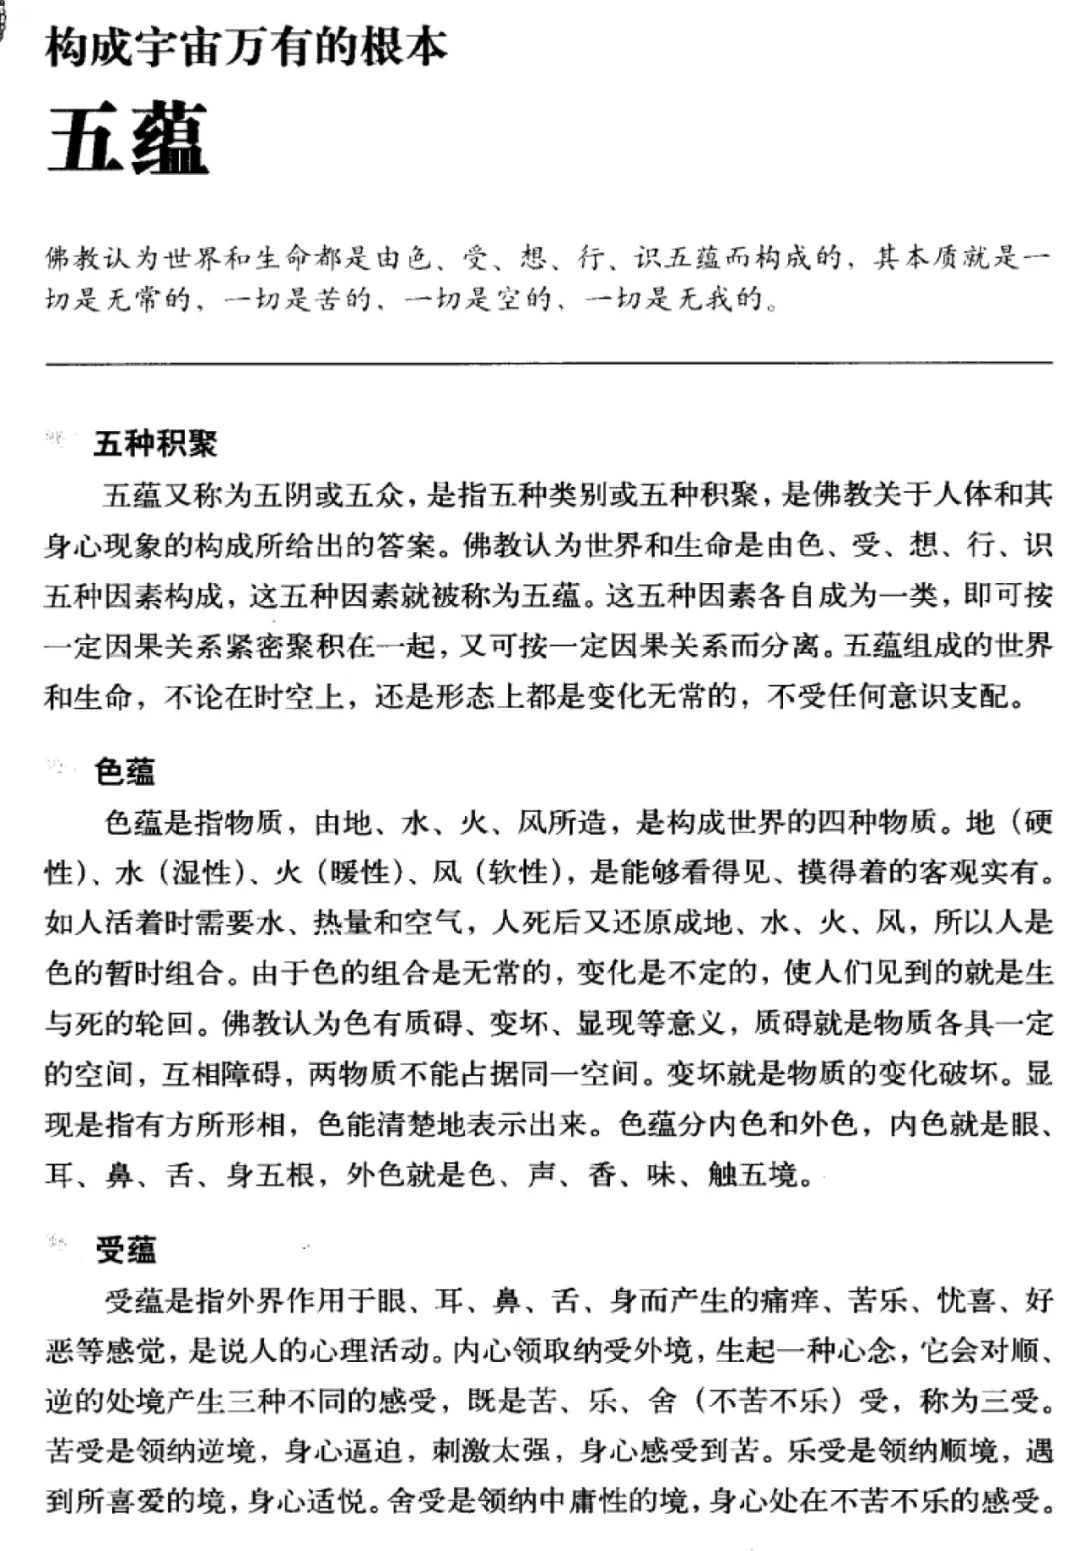 构成宇宙万有的根本
五蕴
佛教认为世界和生命都是由色、受、想、行、识五蕴而构成的，其本质就是一
切是无常的，一切是苦的，一切是空的，一切是无我的。
五种积聚
五蕴又称为五阴或五众，是指五种类别或五种积聚，是佛教关于人体和其
身心现象的构成所给出的答案。佛教认为世界和生命是由色、受、想、行、识
五种因素构成，这五种因素就被称为五蕴。这五种因素各自成为一类，即可按
一定因果关系紧密聚积在一起，又可按一定因果关系而分离。五蕴组成的世界
和生命，不论在时空上，还是形态上都是变化无常的，不受任何意识支配。
色蕴
色蕴是指物质，由地、水、火、风所造，是构成世界的四种物质。地（硬
性）、水（湿性）、火（暖性）、风（软性），是能够看得见、摸得着的客观实有。
如人活着时需要水、热量和空气，人死后又还原成地、水、火、风，所以人是
色的暂时组合。由于色的组合是无常的，变化是不定的，使人们见到的就是生
与死的轮回。佛教认为色有质碍、变坏、显现等意义，质碍就是物质各具一定
的空间，互相障碍，两物质不能占据同一空间。变坏就是物质的变化破坏。显
现是指有方所形相，色能清楚地表示出来。色蕴分内色和外色，内色就是眼、
耳、鼻、舌、身五根，外色就是色、声、香、味、触五境。
受蕴
受蕴是指外界作用于眼、耳、鼻、舌、身而产生的痛痒、苦乐、忧喜、好
恶等感觉，是说人的心理活动。内心领取纳受外境，生起一种心念，它会对顺、
逆的处境产生三种不同的感受，既是苦、乐、舍（不苦不乐）受，称为三受。
苦受是领纳逆境，身心逼迫，刺激太强，身心感受到苦。乐受是领纳顺境，遇
到所喜爱的境，身心适悦。舍受是领纳中庸性的境，身心处在不苦不乐的感受。